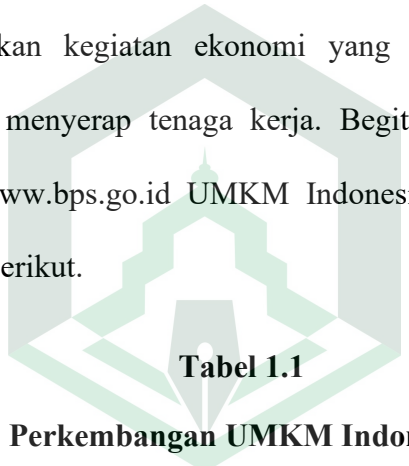 kan kegiatan ekonomi yang
menyerap tenaga kerja. Begit
ww.bps.go.id UMKM Indonesi
erikut.
Tabel 1.1
Perkembangan UMKM Indon